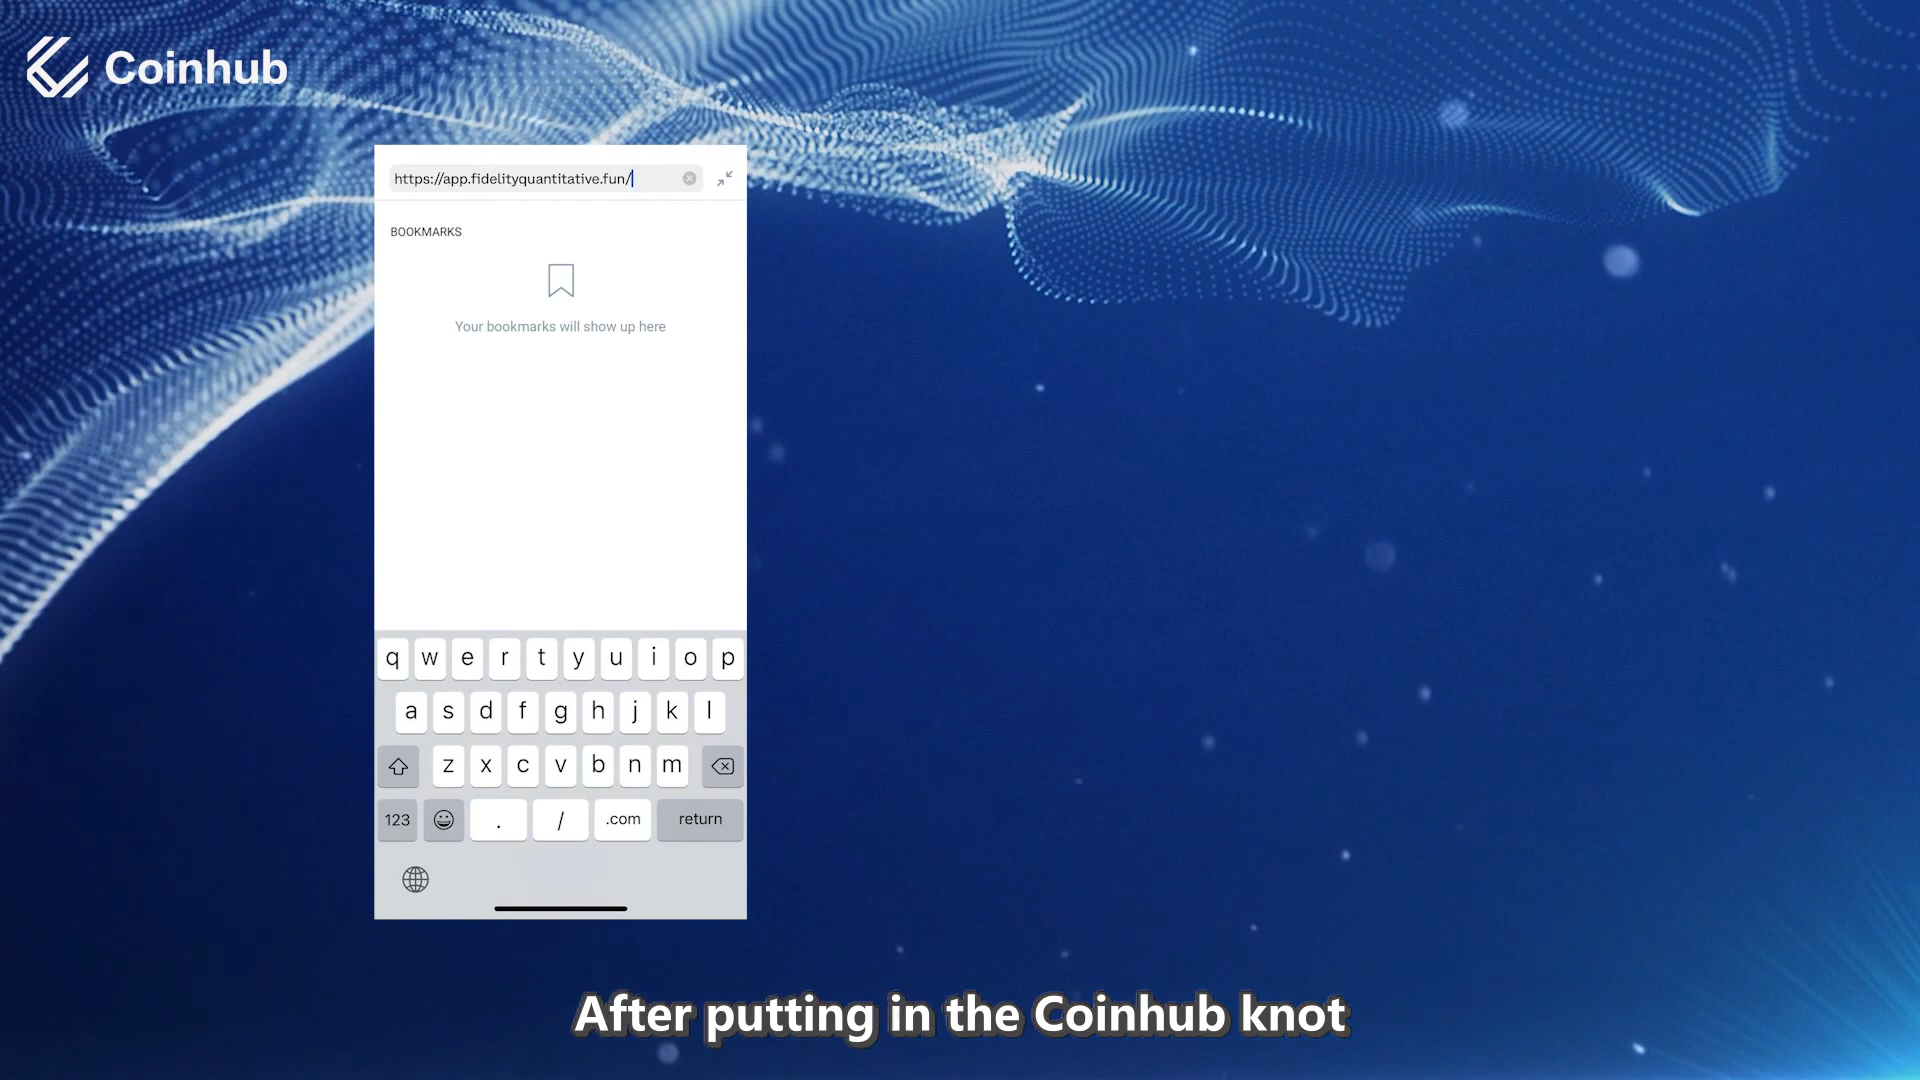 Coinhub
https://app.fidelityquantitative.fun/
BOOKMARKS
Your bookmarks will show up here
q w e r t y u i o p
a s d f g h j k l
z x c v b n m
123 . / .com return
After putting in the Coinhub knot